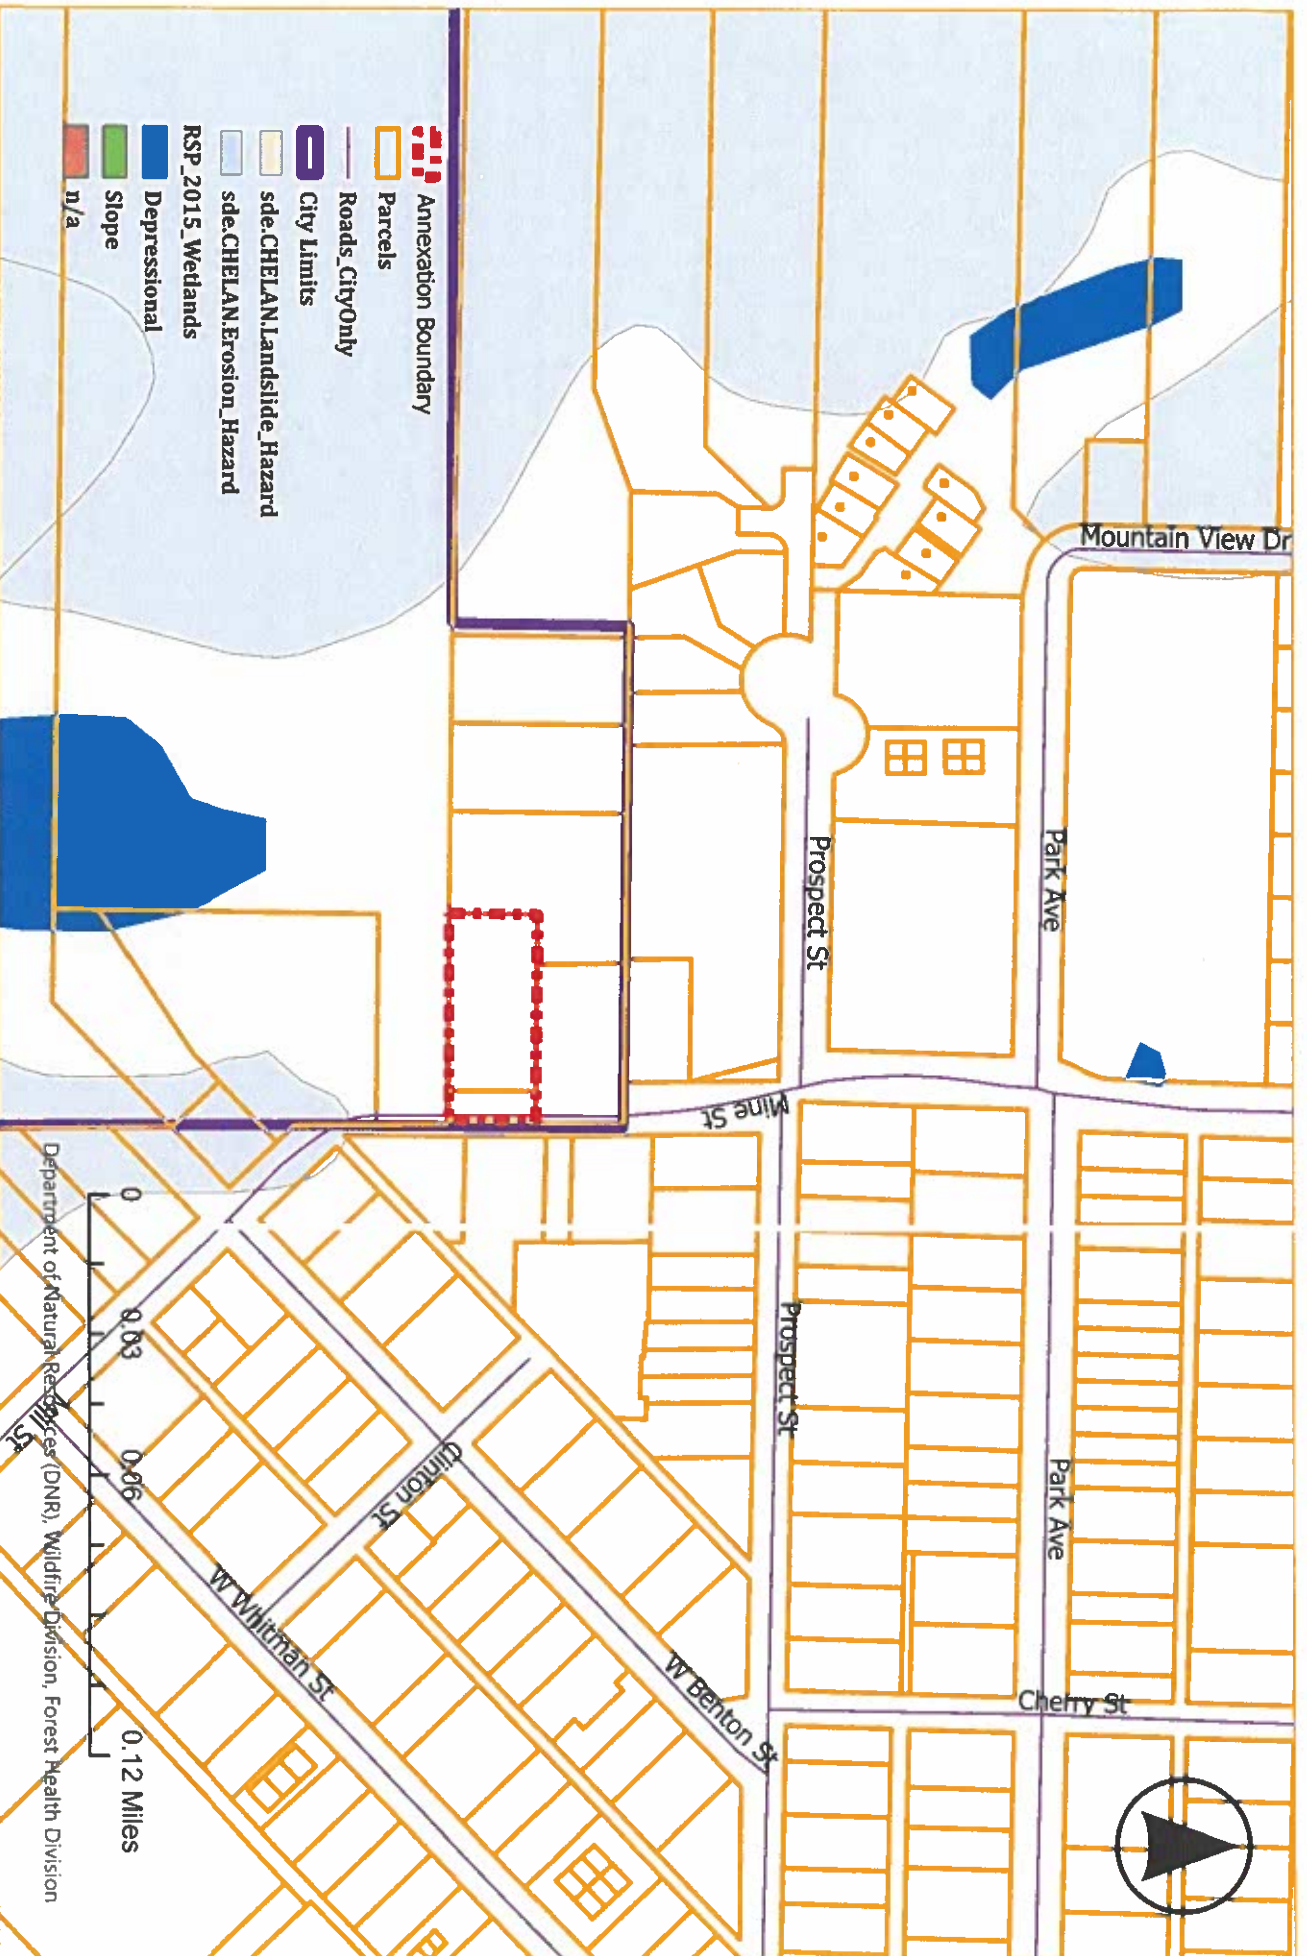 Annexation Boundary
Parcels
Roads_CityOnly
City Limits
sde.CHELAN.Landslide_Hazard
sde.CHELAN.Erosion_Hazard
RSP_2015_Wetlands
Depressional
Slope
n/a
Mountain View Dr
Park Ave
Prospect St
Mine St
Park Ave
Prospect St
Cherry St
Clinton St
W Benton St
W Whitman St
St
0
0.03
0.06
0.12 Miles
Department of Natural Resources (DNR), Wildfire Division, Forest Health Division